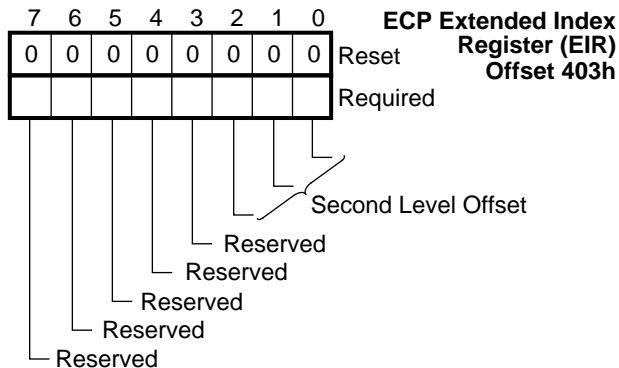 7 6 5 4 3 2 1 0
ECP Extended Index
Register (EIR)
Offset 403h
0 0 0 0 0 0 0 0 Reset
Required
Second Level Offset
Reserved
Reserved
Reserved
Reserved
Reserved